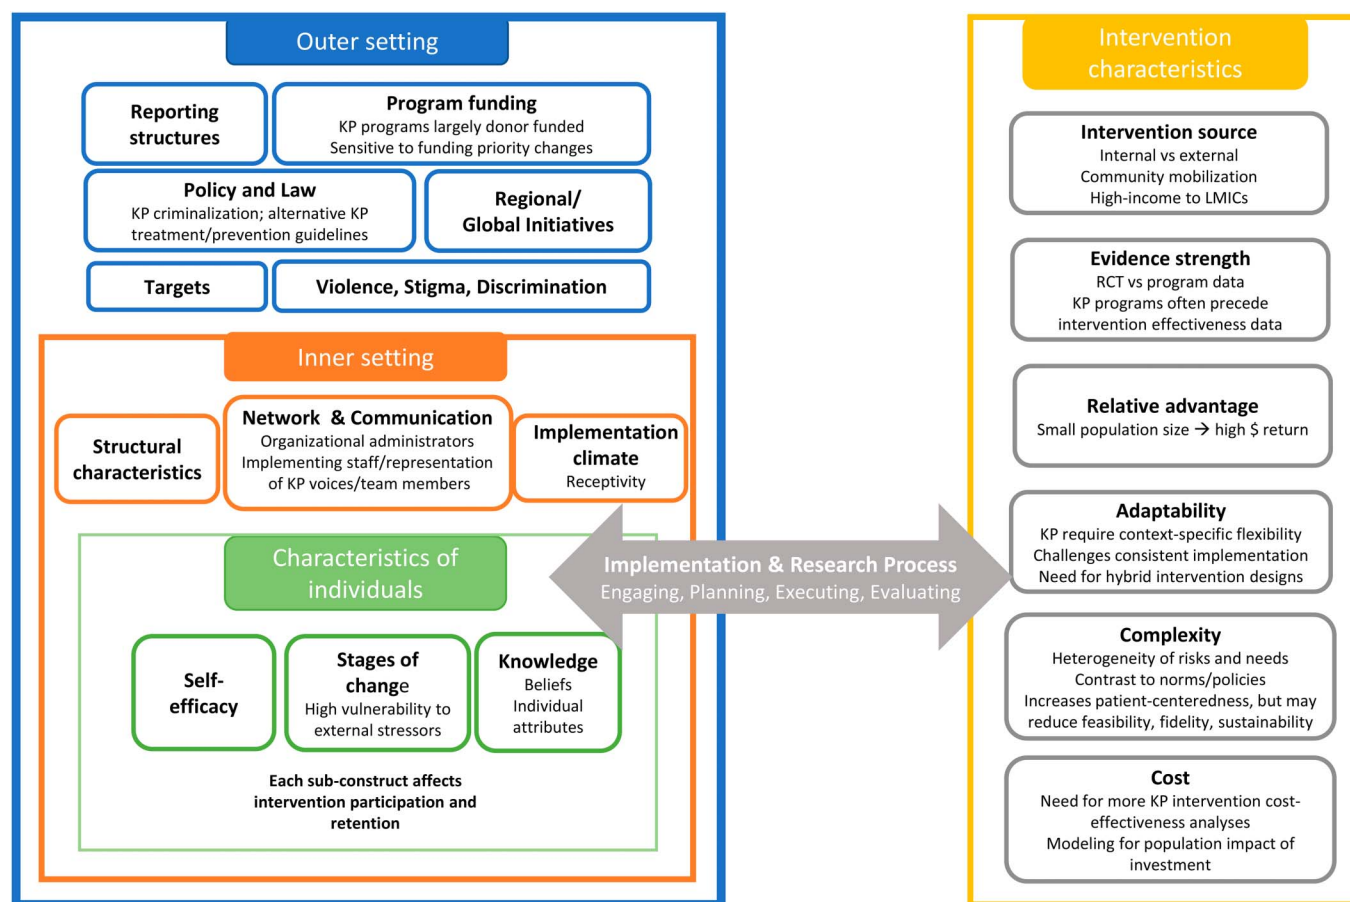 Outer setting
Reporting
structures
Program funding
KP programs largely donor funded
Sensitive to funding priority changes
Policy and Law
KP criminalization; alternative KP
treatment/prevention guidelines
Regional/
Global Initiatives
Targets
Violence, Stigma, Discrimination
Inner setting
Structural
characteristics
Network & Communication
Organizational administrators
Implementing staff/representation
of KP voices/team members
Implementation
climate
Receptivity
Characteristics of
individuals
Self-
efficacy
Stages of
change
High vulnerability to
external stressors
Knowledge
Beliefs
Individual
attributes
Each sub-construct affects
intervention participation and
retention
Implementation & Research Process
Engaging, Planning, Executing, Evaluating
Intervention
characteristics
Intervention source
Internal vs external
Community mobilization
High-income to LMICs
Evidence strength
RCT vs program data
KP programs often precede
intervention effectiveness data
Relative advantage
Small population size → high $ return
Adaptability
KP require context-specific flexibility
Challenges consistent implementation
Need for hybrid intervention designs
Complexity
Heterogeneity of risks and needs
Contrast to norms/policies
Increases patient-centeredness, but may
reduce feasibility, fidelity, sustainability
Cost
Need for more KP intervention cost-
effectiveness analyses
Modeling for population impact of
investment